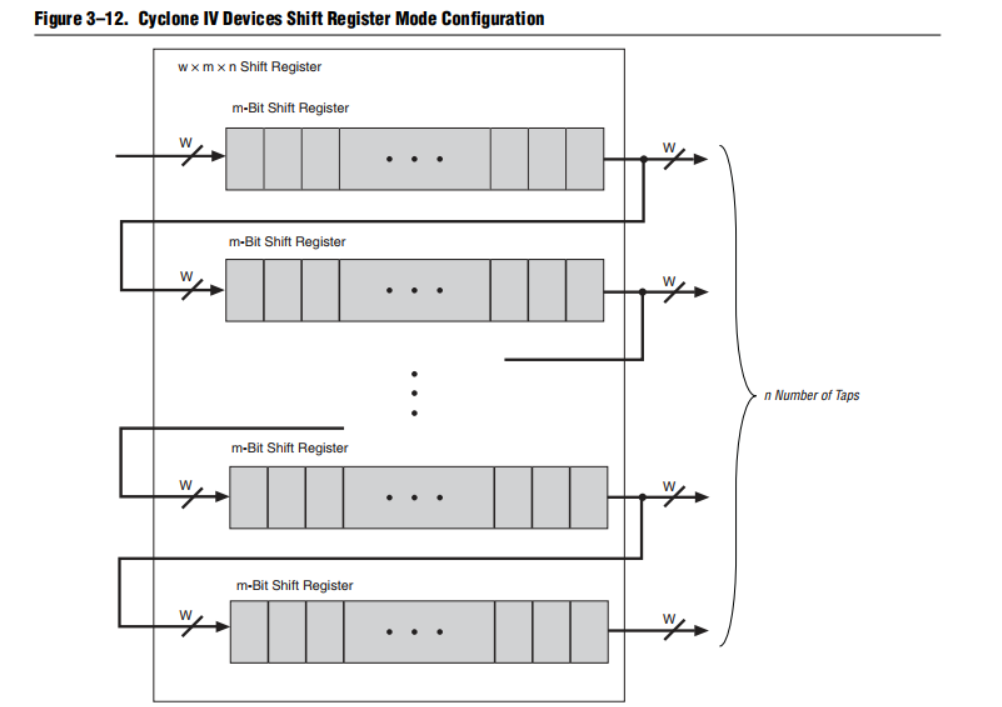 Figure 3–12. Cyclone IV Devices Shift Register Mode Configuration
w × m × n Shift Register
m-Bit Shift Register
W
W
m-Bit Shift Register
W
W
n Number of Taps
m-Bit Shift Register
W
W
m-Bit Shift Register
W
W